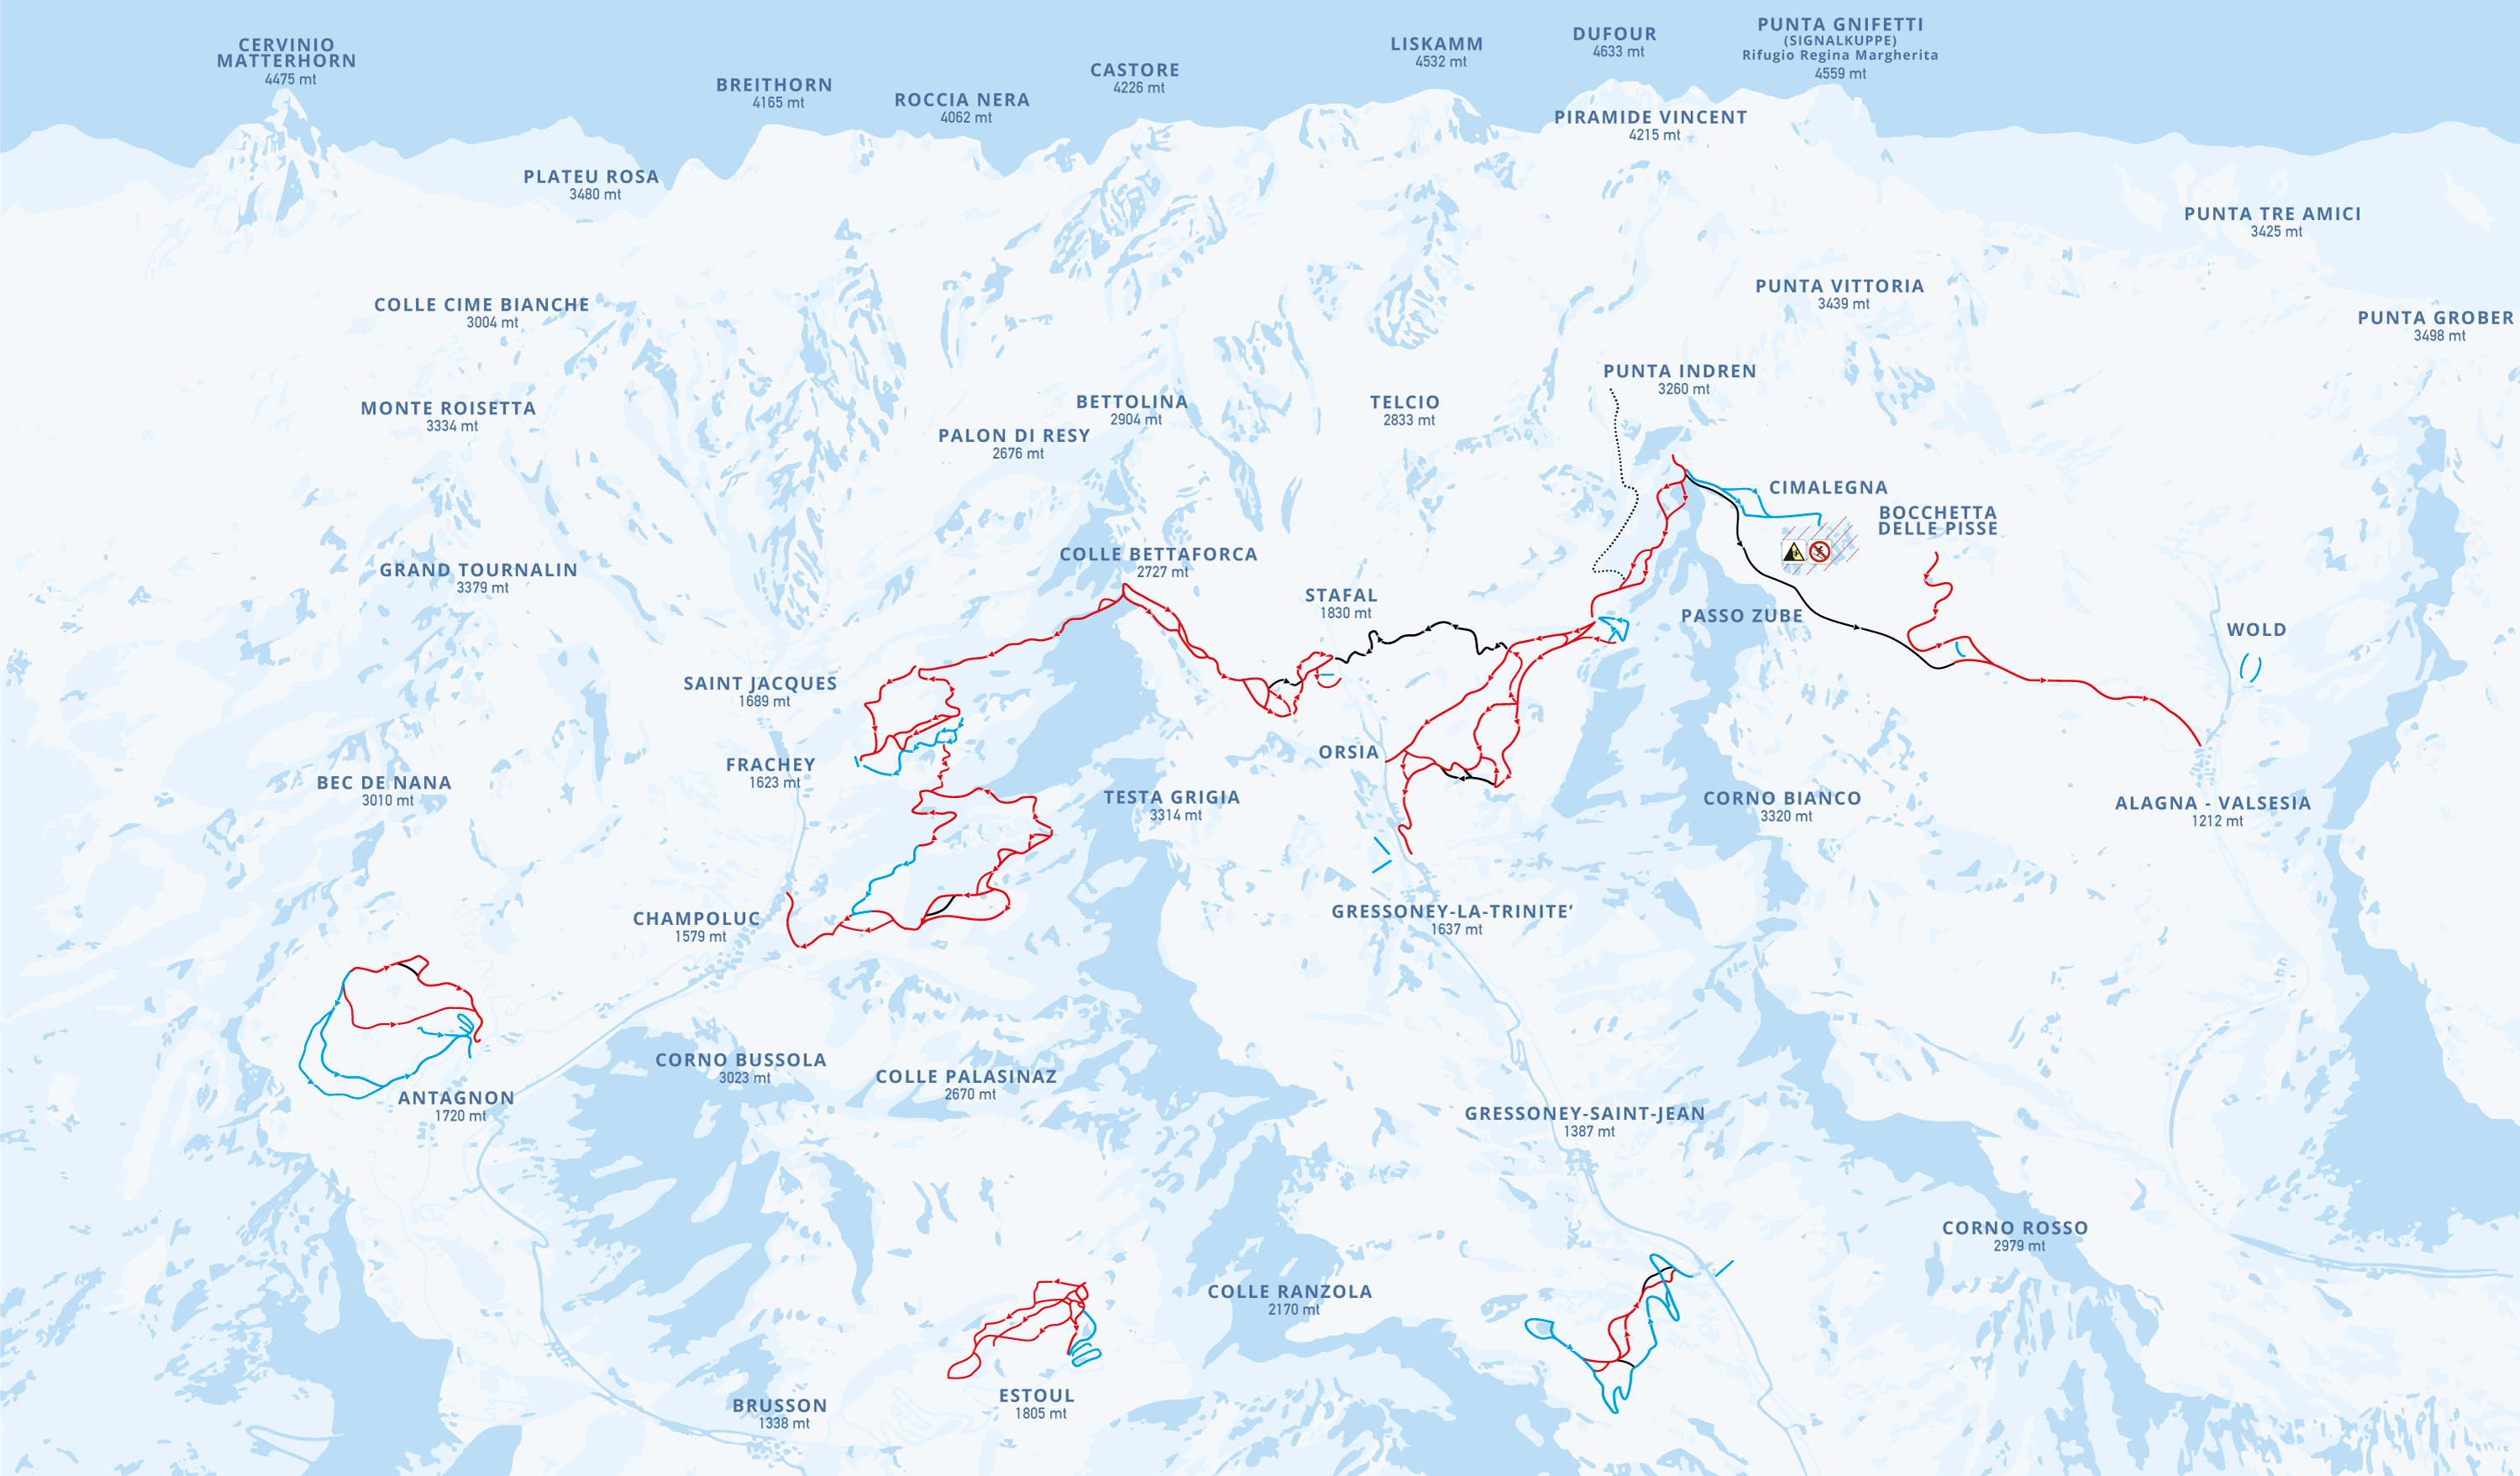 CERVINIO
MATTERHORN
4475 mt
BREITHORN
4165 mt
ROCCIA NERA
4062 mt
CASTORE
4226 mt
LISKAMM
4532 mt
DUFOUR
4633 mt
PUNTA GNIFETTI
(SIGNALKUPPE)
Rifugio Regina Margherita
4559 mt
PIRAMIDE VINCENT
4215 mt
PLATEU ROSA
3480 mt
PUNTA TRE AMICI
3425 mt
COLLE CIME BIANCHE
3004 mt
PUNTA VITTORIA
3439 mt
PUNTA GROBER
3498 mt
MONTE ROISETTA
3334 mt
BETTOLINA
2904 mt
PALON DI RESY
2676 mt
TELCIO
2833 mt
PUNTA INDREN
3260 mt
CIMALEGNA
BOCCHETTA
DELLE PISSE
GRAND TOURNALIN
3379 mt
COLLE BETTAFORCA
2727 mt
STAFAL
1830 mt
PASSO ZUBE
WOLD
SAINT JACQUES
1689 mt
FRACHEY
1623 mt
ORSIA
BEC DE NANA
3010 mt
TESTA GRIGIA
3314 mt
CORNO BIANCO
3320 mt
ALAGNA - VALSESIA
1212 mt
CHAMPOLUC
1579 mt
GRESSONEY-LA-TRINITE’
1637 mt
CORNO BUSSOLA
3023 mt
COLLE PALASINAZ
2670 mt
ANTAGNON
1720 mt
GRESSONEY-SAINT-JEAN
1387 mt
CORNO ROSSO
2979 mt
COLLE RANZOLA
2170 mt
BRUSSON
1338 mt
ESTOUL
1805 mt